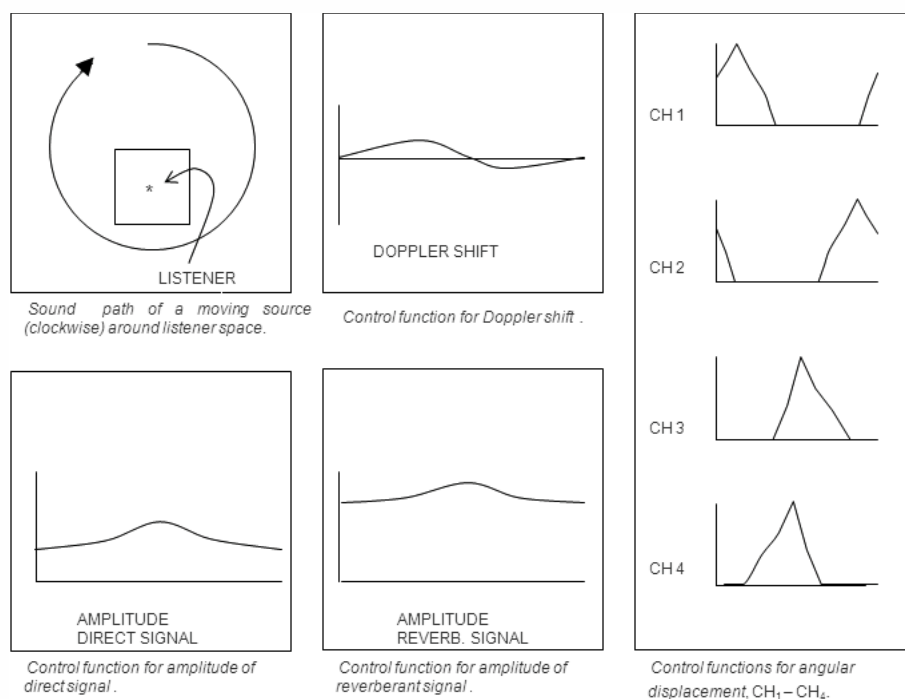 *
LISTENER
Sound path of a moving source
(clockwise) around listener space.
DOPPLER SHIFT
Control function for Doppler shift .
AMPLITUDE
DIRECT SIGNAL
Control function for amplitude of
direct signal .
AMPLITUDE
REVERB. SIGNAL
Control function for amplitude of
reverberant signal .
CH 1
CH 2
CH 3
CH 4
Control functions for angular
displacement, CH₁ – CH₄.